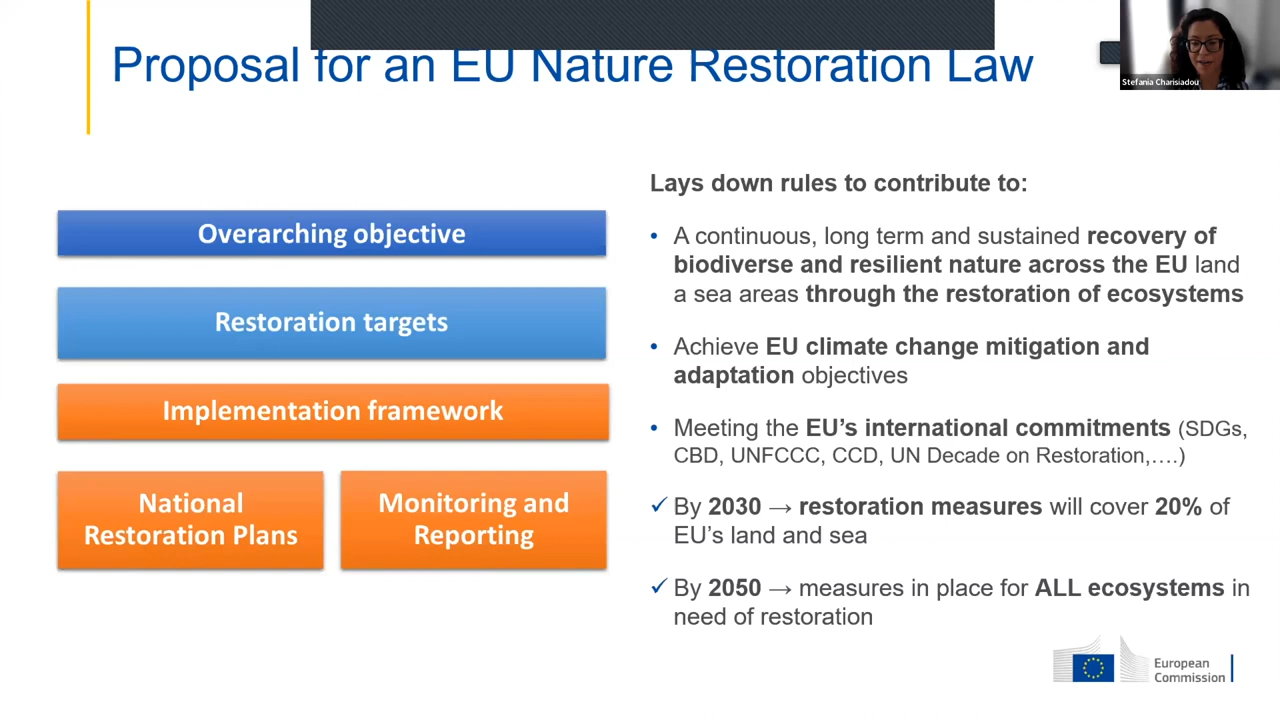 Proposal for an EU Nature Restoration Law
Stefania Charisiadou
Overarching objective
Restoration targets
Implementation framework
National
Restoration Plans
Monitoring and
Reporting
Lays down rules to contribute to:
• A continuous, long term and sustained recovery of
biodiverse and resilient nature across the EU land
a sea areas through the restoration of ecosystems
• Achieve EU climate change mitigation and
adaptation objectives
• Meeting the EU’s international commitments (SDGs,
CBD, UNFCCC, CCD, UN Decade on Restoration,….)
✓ By 2030 → restoration measures will cover 20% of
EU’s land and sea
✓ By 2050 → measures in place for ALL ecosystems in
need of restoration
European
Commission